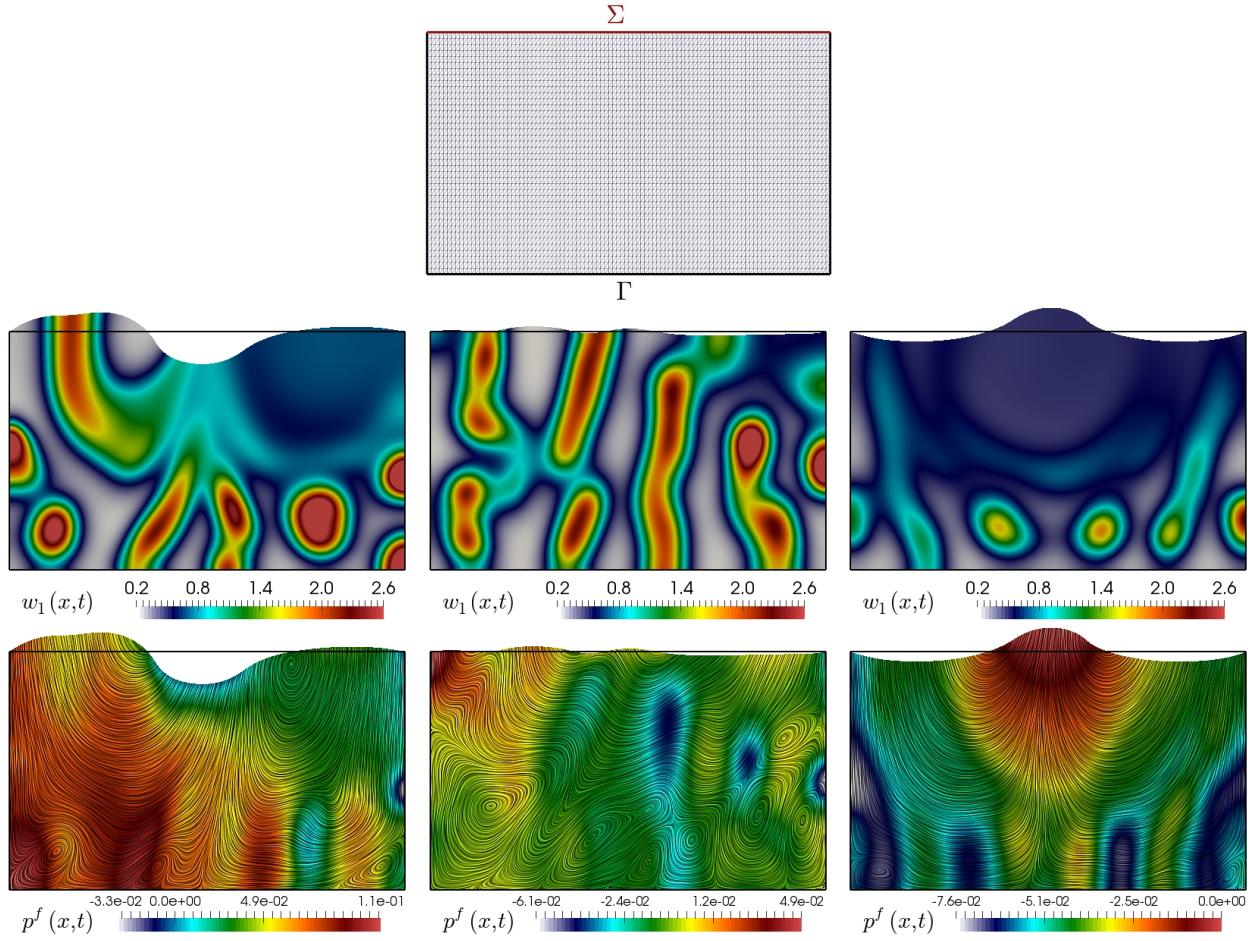 Σ
Γ
0.2 0.8 1.4 2.0 2.6
w₁(x,t)
0.2 0.8 1.4 2.0 2.6
w₁(x,t)
0.2 0.8 1.4 2.0 2.6
w₁(x,t)
-3.3e-02 0.00e+00 4.9e-02 1.1e-01
pᶠ(x,t)
-6.1e-02 -2.4e-02 1.2e-02 4.9e-02
pᶠ(x,t)
-7.6e-02 -5.1e-02 -2.5e-02 0.0e+00
pᶠ(x,t)